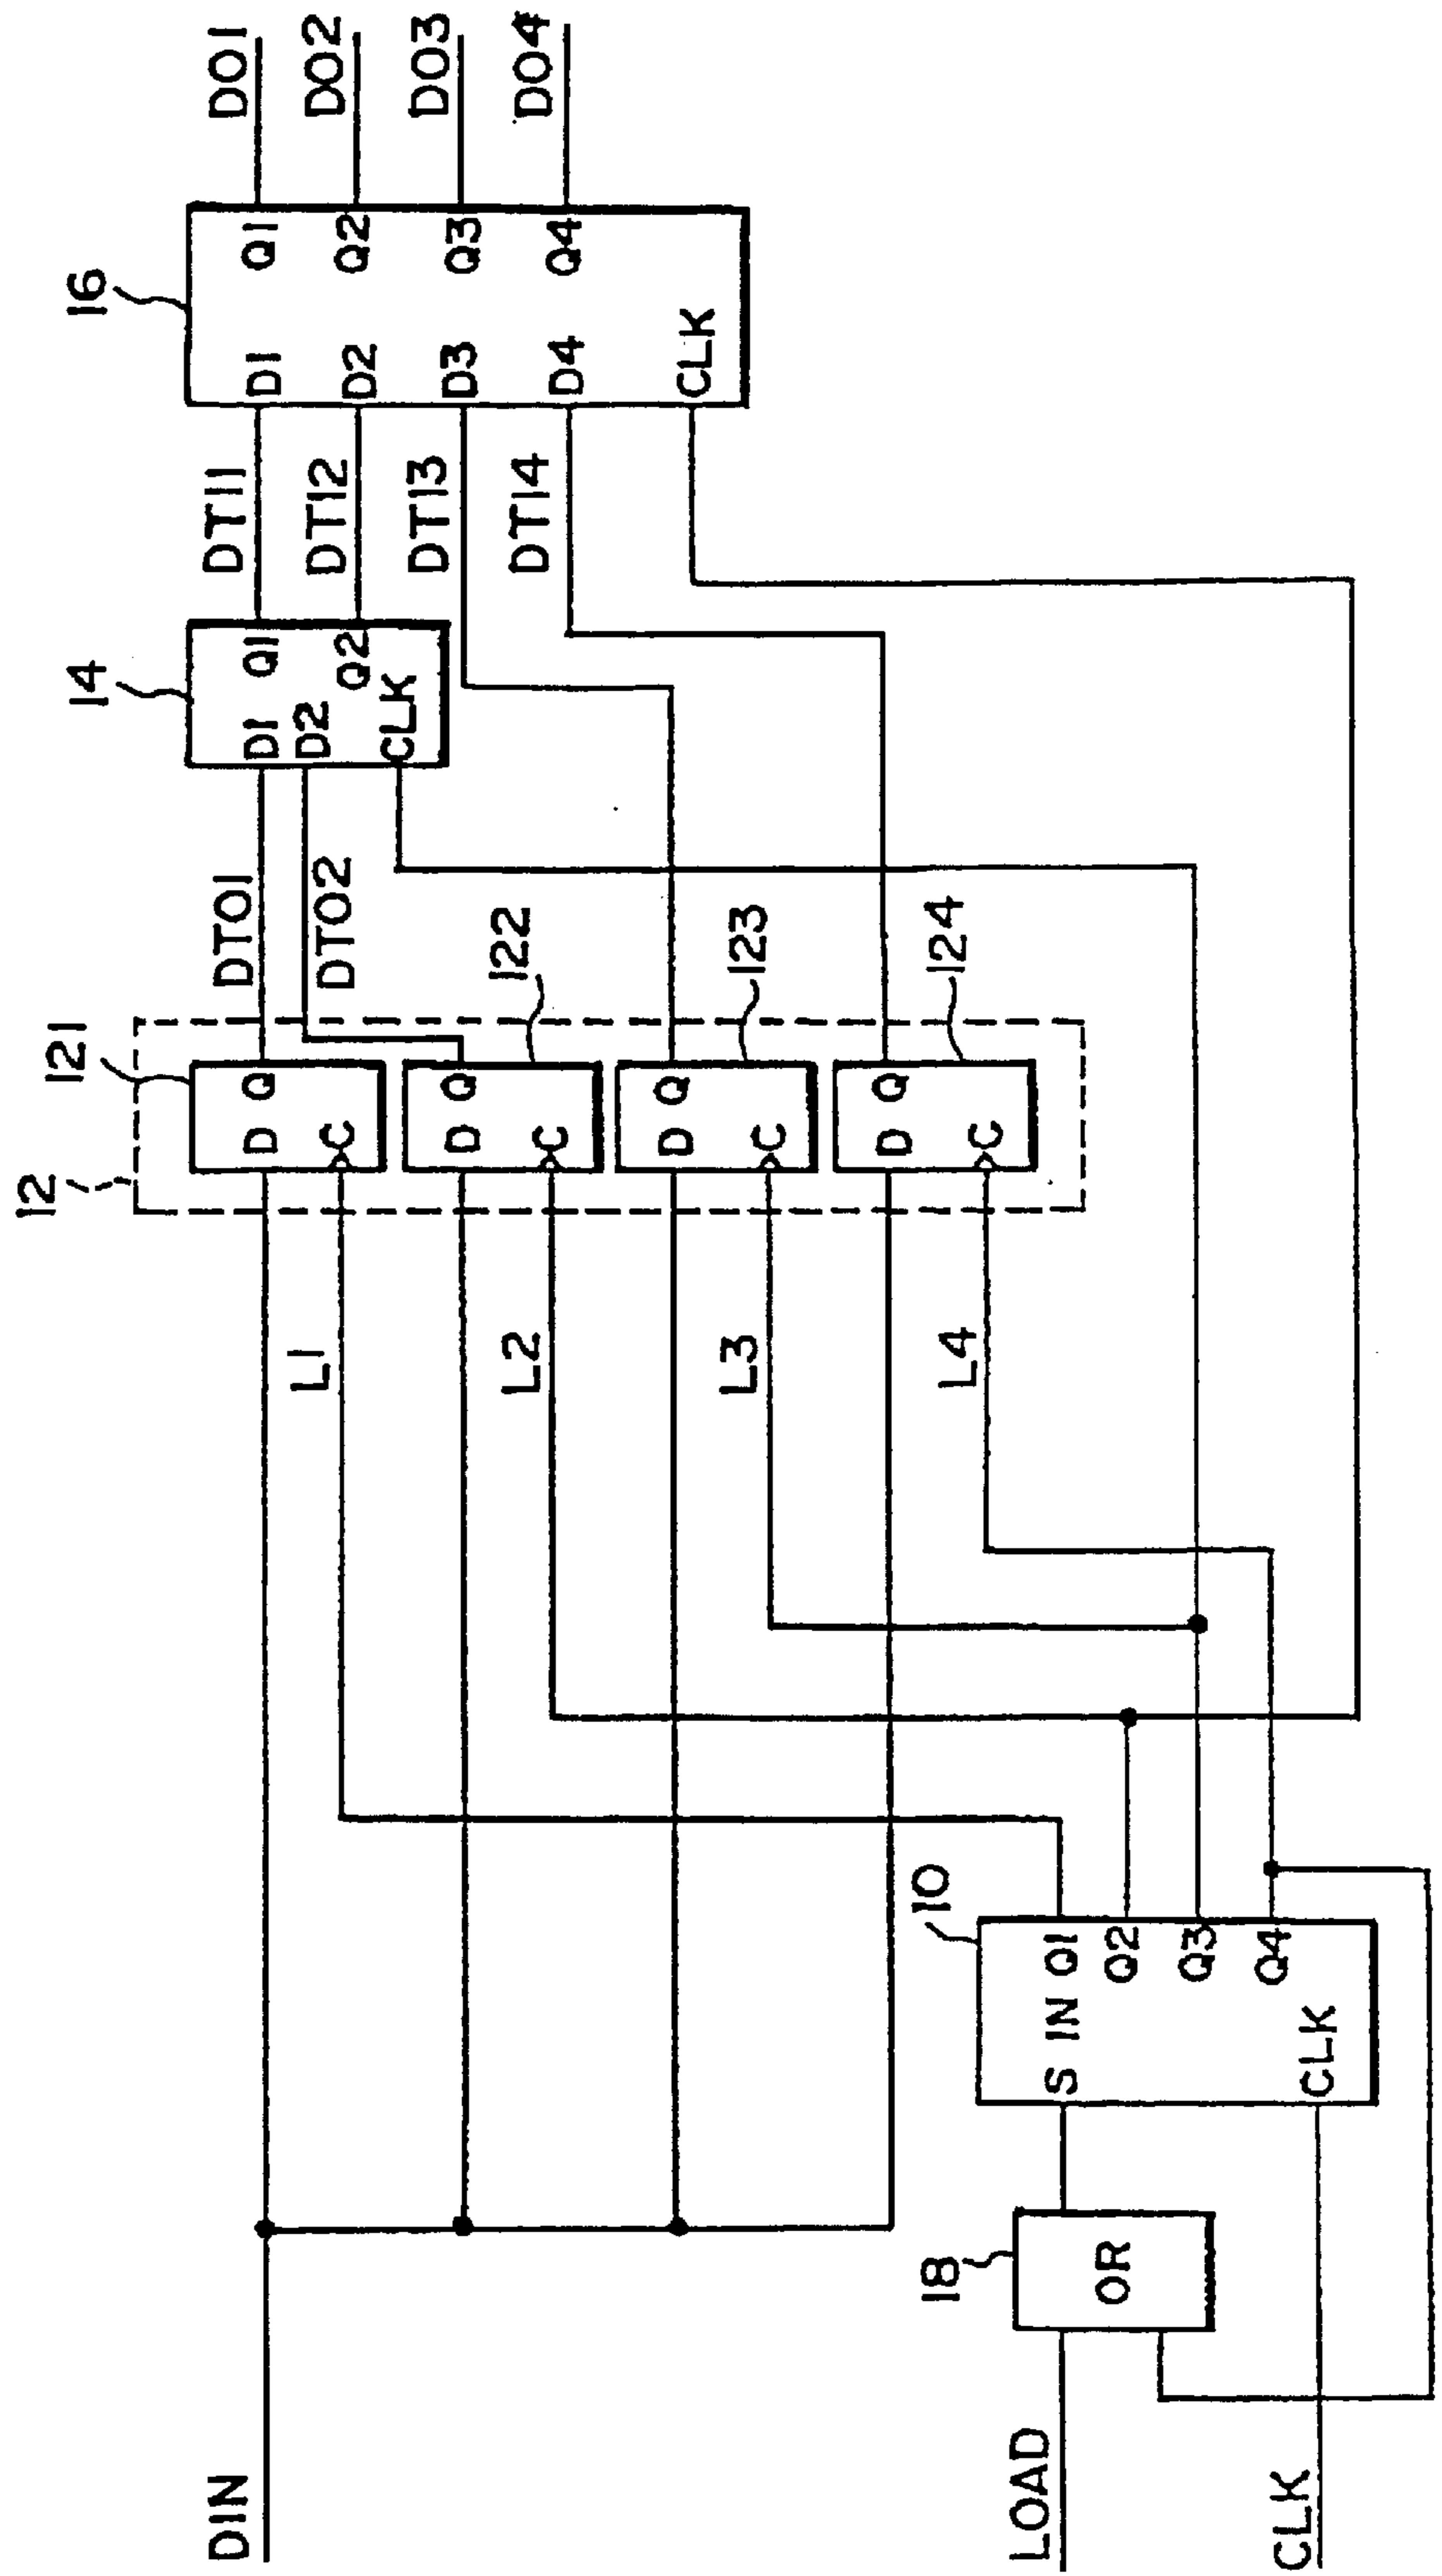 DIN
LOAD
CLK
18
OR
10
S IN Q1
Q2
Q3
Q4
CLK
L1
L2
L3
L4
12
121
D Q
C
122
D Q
C
123
D Q
C
124
D Q
C
DT01
DT02
14
D1 Q1
D2
Q2
CLK
DT11
DT12
DT13
DT14
16
D1 Q1
D2 Q2
D3 Q3
D4 Q4
CLK
DO1
DO2
DO3
DO4